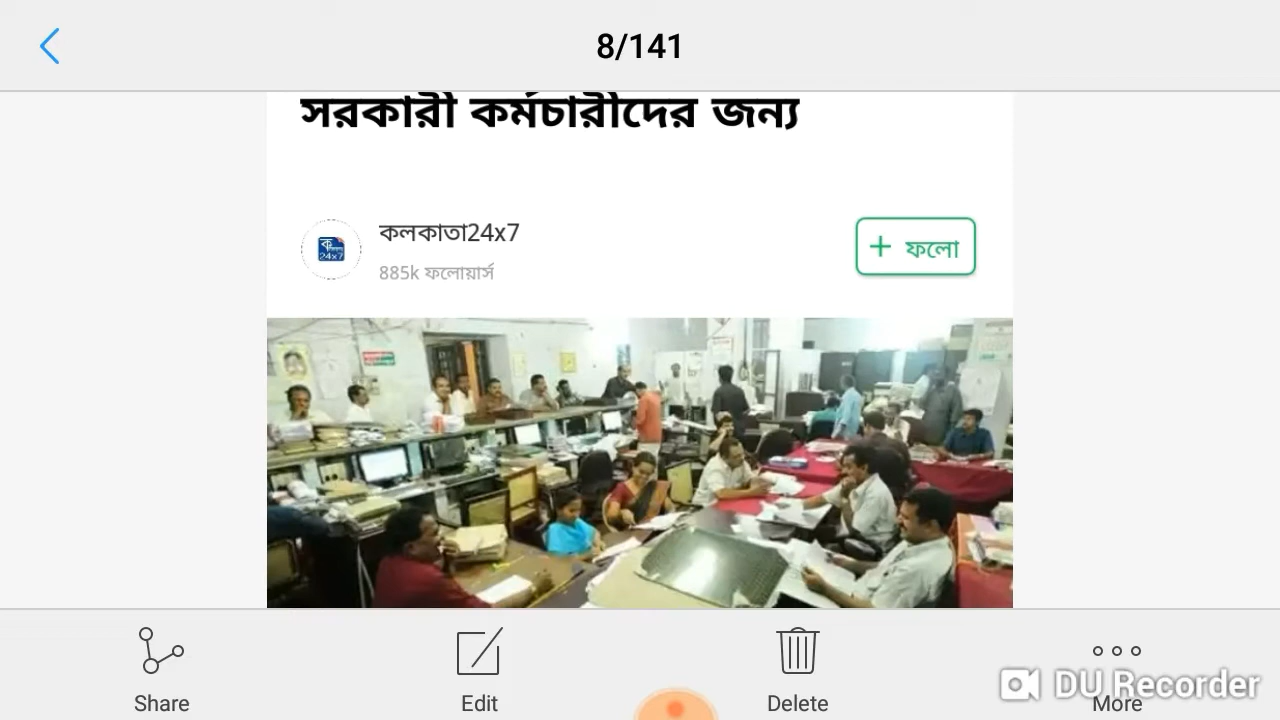 8/141
সরকারী কর্মচারীদের জন্য
কলকাতা24x7
885k ফলোয়ার্স
+ ফলো
Share
Edit
Delete
More
DU Recorder